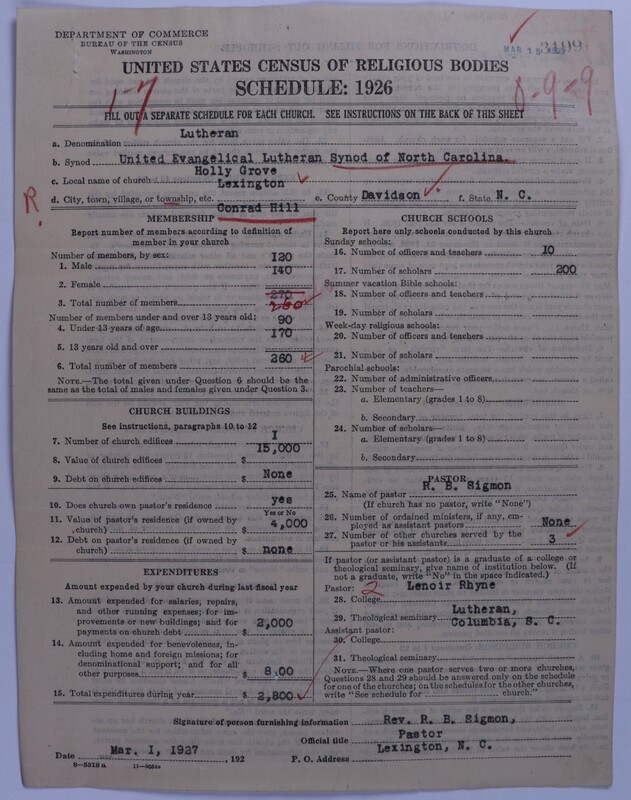 DEPARTMENT OF COMMERCE
BUREAU OF THE CENSUS
WASHINGTON
MAR 15 3109
UNITED STATES CENSUS OF RELIGIOUS BODIES
SCHEDULE: 1926
1-7
8-9-9
FILL OUT A SEPARATE SCHEDULE FOR EACH CHURCH. SEE INSTRUCTIONS ON THE BACK OF THIS SHEET
a. Denomination Lutheran
b. Synod United Evangelical Lutheran Synod of North Carolina.
c. Local name of church Holly Grove
R.
d. City, town, village, or township, etc. Lexington e. County Davidson f. State N. C.
Conrad Hill
MEMBERSHIP
Report number of members according to definition of
member in your church
Number of members, by sex:
1. Male 120
2. Female 140
3. Total number of members 270 260
Number of members under and over 13 years old:
4. Under 13 years of age 90
5. 13 years old and over 170
6. Total number of members 260
NOTE.—The total given under Question 6 should be the
same as the total of males and females given under Question 3.
CHURCH BUILDINGS
See instructions, paragraphs 10 to 12
7. Number of church edifices I
8. Value of church edifices $ 15,000
9. Debt on church edifices $ None
10. Does church own pastor's residence yes
Yes or No
11. Value of pastor's residence (if owned by
church) $ 4,000
12. Debt on pastor's residence (if owned by
church) $ none
EXPENDITURES
Amount expended by your church during last fiscal year
13. Amount expended for salaries, repairs,
and other running expenses; for im-
provements or new buildings; and for
payments on church debt $ 2,000
14. Amount expended for benevolences, in-
cluding home and foreign missions; for
denominational support; and for all
other purposes $ 8.00
15. Total expenditures during year $ 2,800
CHURCH SCHOOLS
Report here only schools conducted by this church
Sunday schools:
16. Number of officers and teachers 10
17. Number of scholars 200
Summer vacation Bible schools:
18. Number of officers and teachers
19. Number of scholars
Week-day religious schools:
20. Number of officers and teachers
21. Number of scholars
Parochial schools:
22. Number of administrative officers
23. Number of teachers—
a. Elementary (grades 1 to 8)
b. Secondary
24. Number of scholars—
a. Elementary (grades 1 to 8)
b. Secondary
PASTOR
25. Name of pastor R. B. Sigmon
(If church has no pastor, write "None")
26. Number of ordained ministers, if any, em-
ployed as assistant pastors None
27. Number of other churches served by the
pastor or his assistants 3
If pastor (or assistant pastor) is a graduate of a college or
theological seminary, give name of institution below. (If
not a graduate, write "No" in the space indicated.)
Pastor: 2 Lenoir Rhyne
28. College
29. Theological seminary Lutheran,
Columbia, S. C.
Assistant pastor:
30. College
31. Theological seminary
NOTE.—Where one pastor serves two or more churches,
Questions 28 and 29 should be answered only on the schedule
for one of the churches; on the schedules for the other churches,
write "See schedule for church."
Signature of person furnishing information Rev. R. B. Sigmon,
Official title Pastor
Date Mar. I, 1927, 192 P. O. Address Lexington, N. C.
8—5318 a